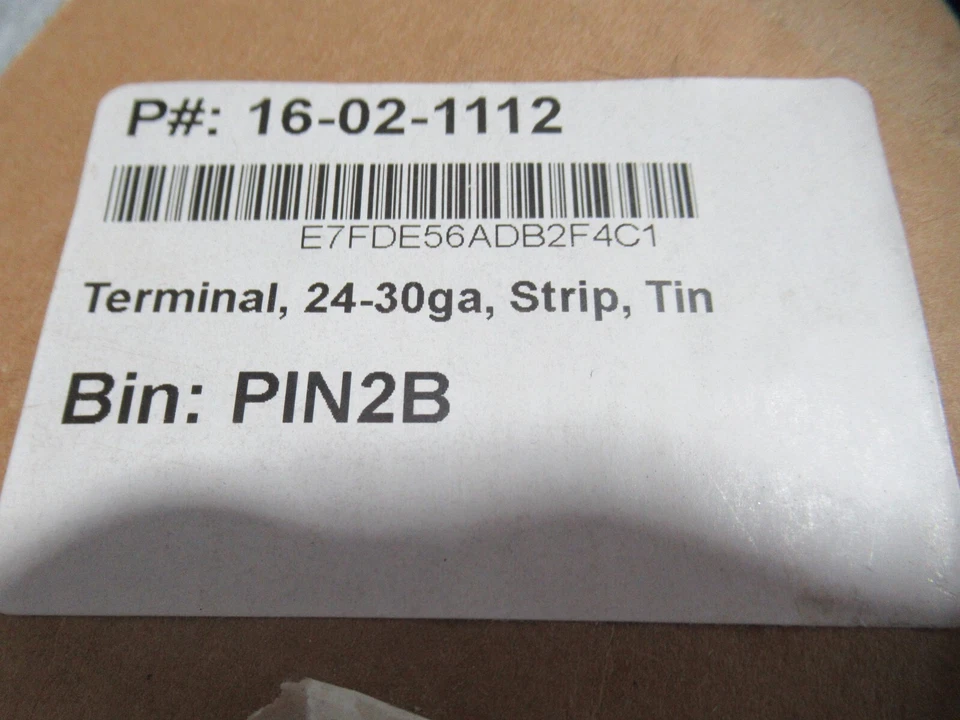 P#: 16-02-1112
E7FDE56ADB2F4C1
Terminal, 24-30ga, Strip, Tin
Bin: PIN2B